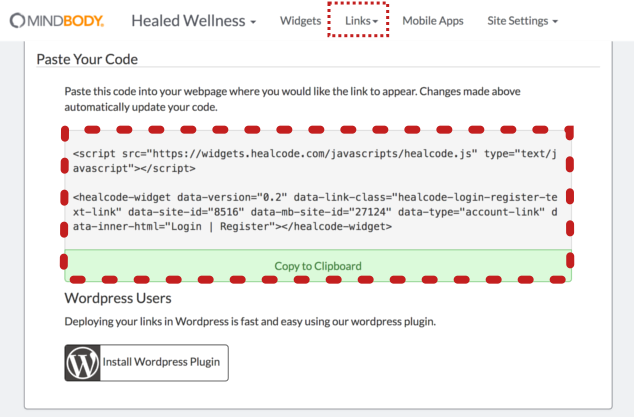 MINDBODY. Healed Wellness Widgets Links Mobile Apps Site Settings
Paste Your Code
Paste this code into your webpage where you would like the link to appear. Changes made above
automatically update your code.
<script src="https://widgets.healcode.com/javascripts/healcode.js" type="text/j
avascript"></script>
<healcode-widget data-version="0.2" data-link-class="healcode-login-register-te
xt-link" data-site-id="8516" data-mb-site-id="27124" data-type="account-link" d
ata-inner-html="Login | Register"></healcode-widget>
Copy to Clipboard
Wordpress Users
Deploying your links in Wordpress is fast and easy using our wordpress plugin.
Install Wordpress Plugin